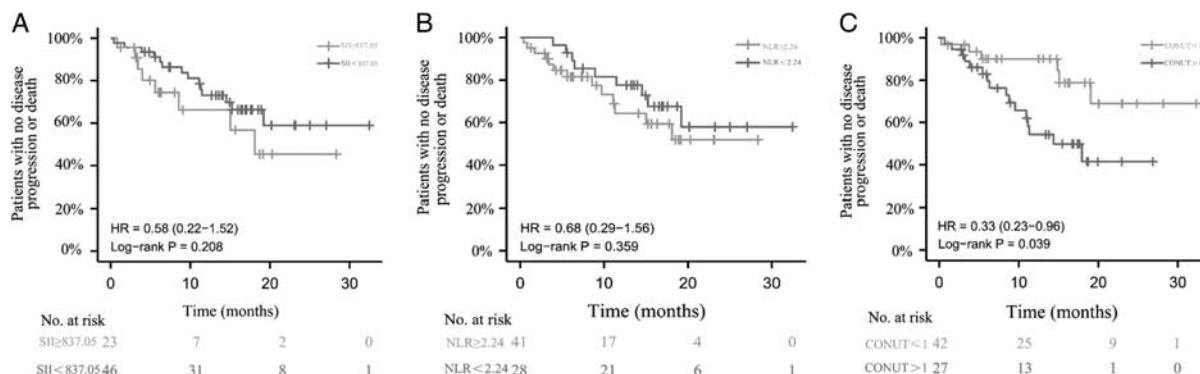 A
Patients with no disease
progression or death
100%
80%
60%
40%
20%
0%
SII≥837.05
SII<837.05
HR = 0.58 (0.22−1.52)
Log−rank P = 0.208
0 10 20 30
Time (months)
No. at risk
SII≥837.05 23 7 2 0
SII<837.05 46 31 8 1
B
Patients with no disease
progression or death
100%
80%
60%
40%
20%
0%
NLR≥2.24
NLR<2.24
HR = 0.68 (0.29−1.56)
Log−rank P = 0.359
0 10 20 30
Time (months)
No. at risk
NLR≥2.24 41 17 4 0
NLR<2.24 28 21 6 1
C
Patients with no disease
progression or death
100%
80%
60%
40%
20%
0%
HR = 0.33 (0.23−0.96)
Log−rank P = 0.039
0 10 20 30
Time (months)
No. at risk
CONUT≤1 42 25 9 1
CONUT>1 27 13 1 0